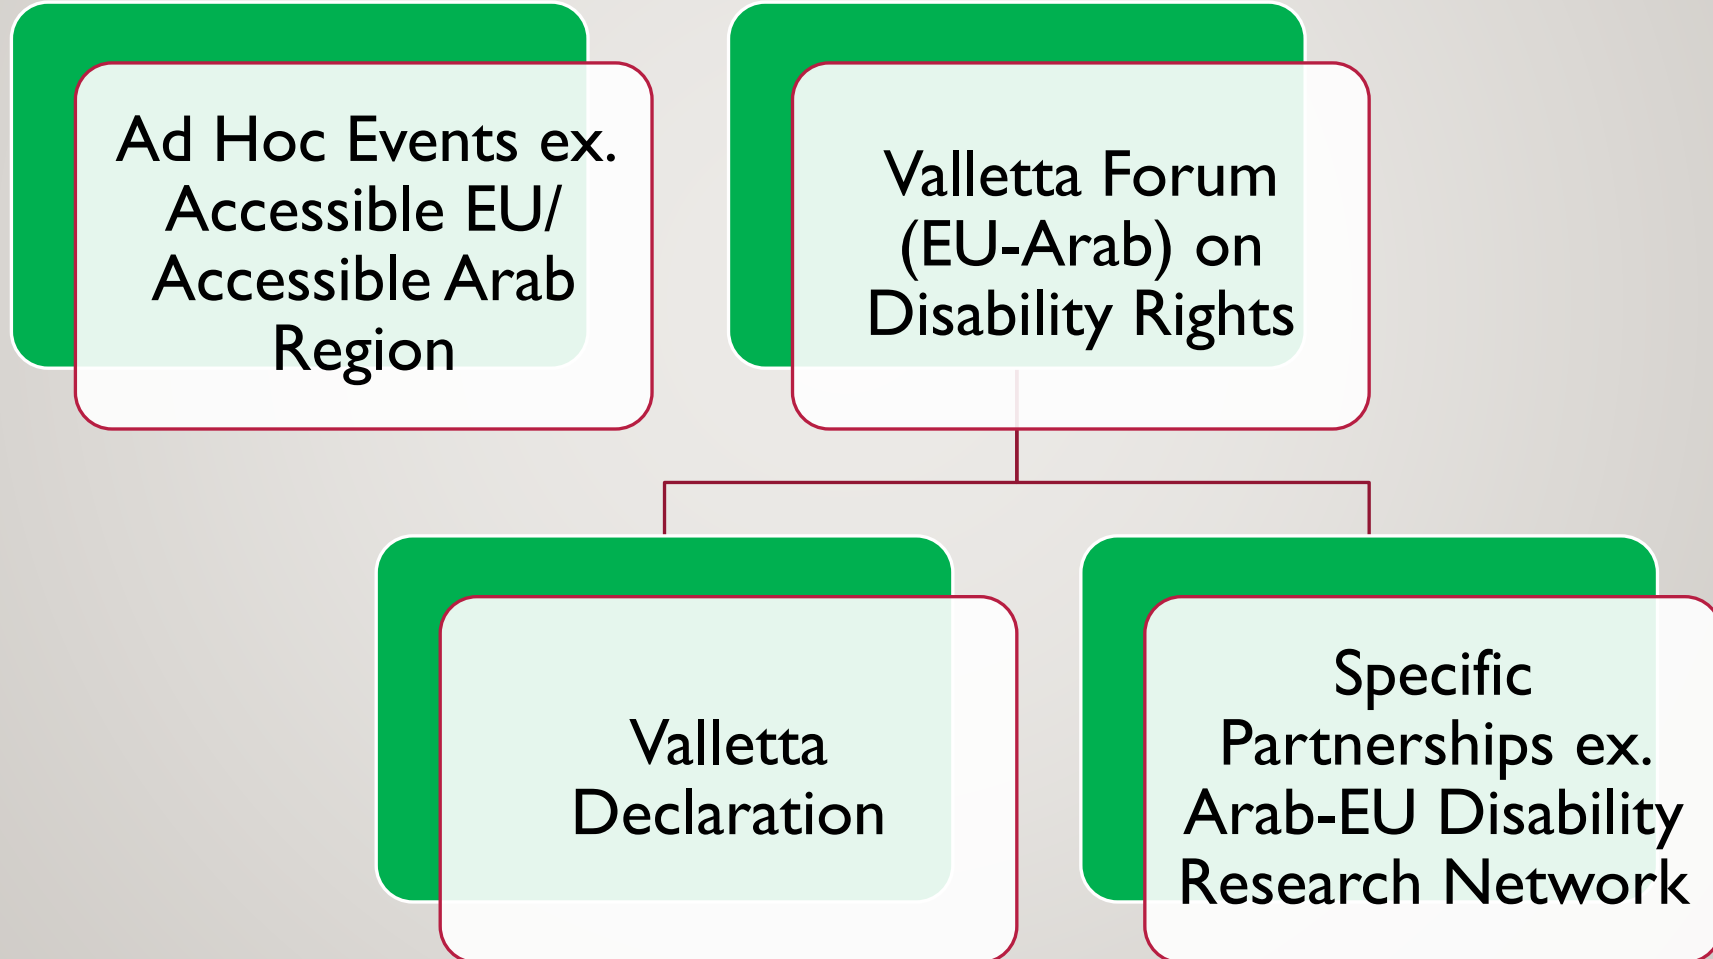 Ad Hoc Events ex.
Accessible EU/
Accessible Arab
Region
Valletta Forum
(EU-Arab) on
Disability Rights
Valletta
Declaration
Specific
Partnerships ex.
Arab-EU Disability
Research Network